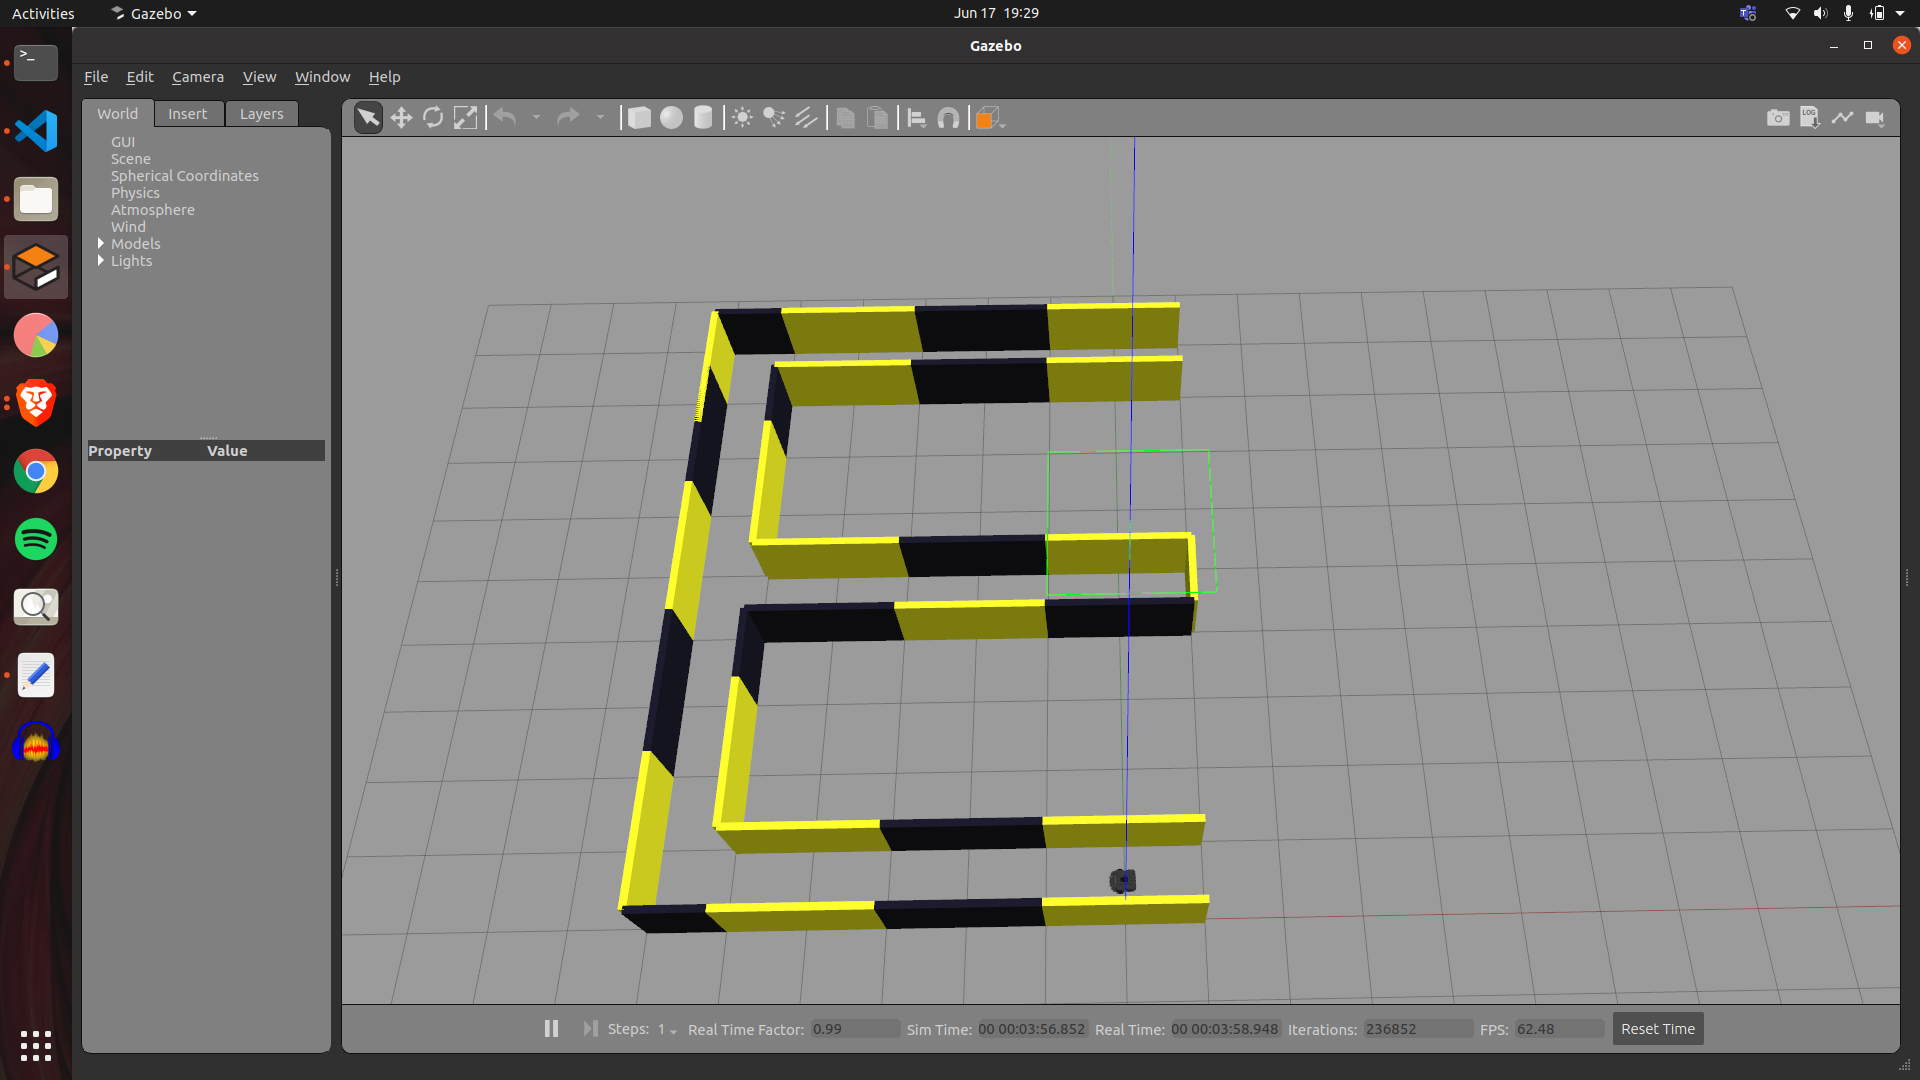 Activities Gazebo Jun 17 19:29
Gazebo
File Edit Camera View Window Help
World Insert Layers
GUI
Scene
Spherical Coordinates
Physics
Atmosphere
Wind
Models
Lights
Property Value
LOG
Steps: 1 Real Time Factor: 0.99 Sim Time: 00 00:03:56.852 Real Time: 00 00:03:58.948 Iterations: 236852 FPS: 62.48 Reset Time